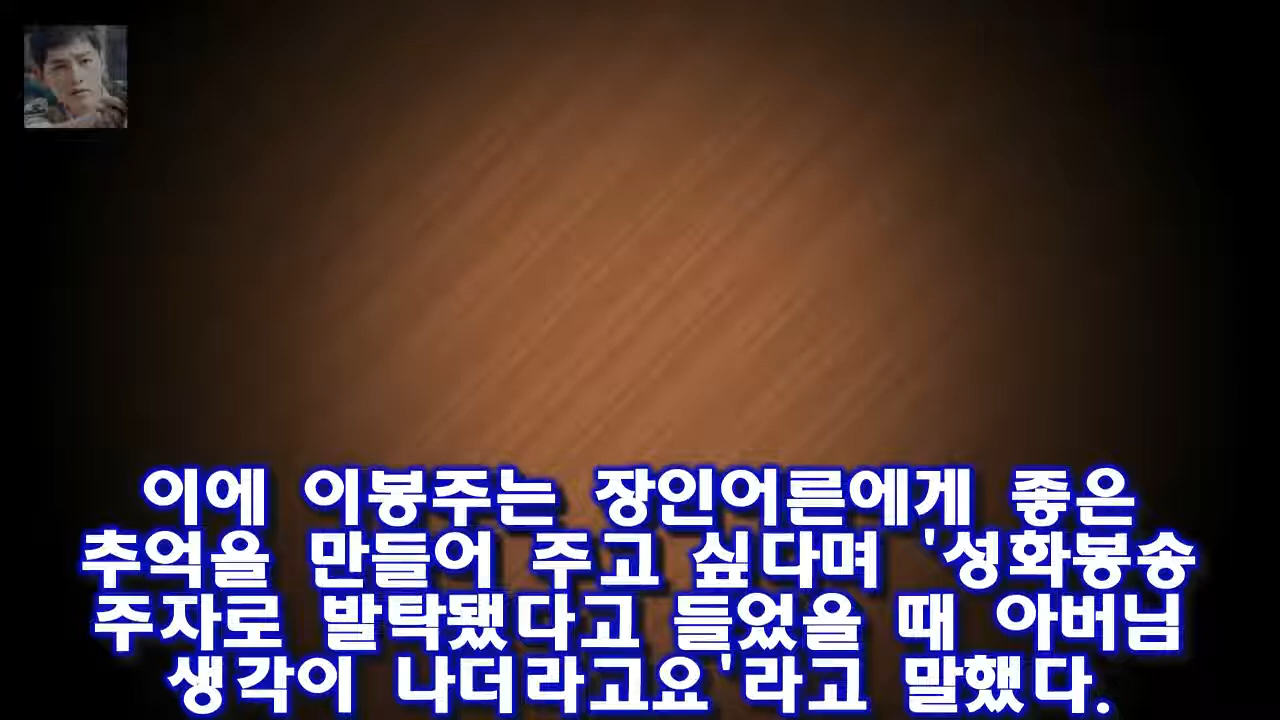 이에 이봉주는 장인어른에게 좋은
추억을 만들어 주고 싶다며 '성화봉송
주자로 발탁됐다고 들었을 때 아버님
생각이 나더라고요'라고 말했다.